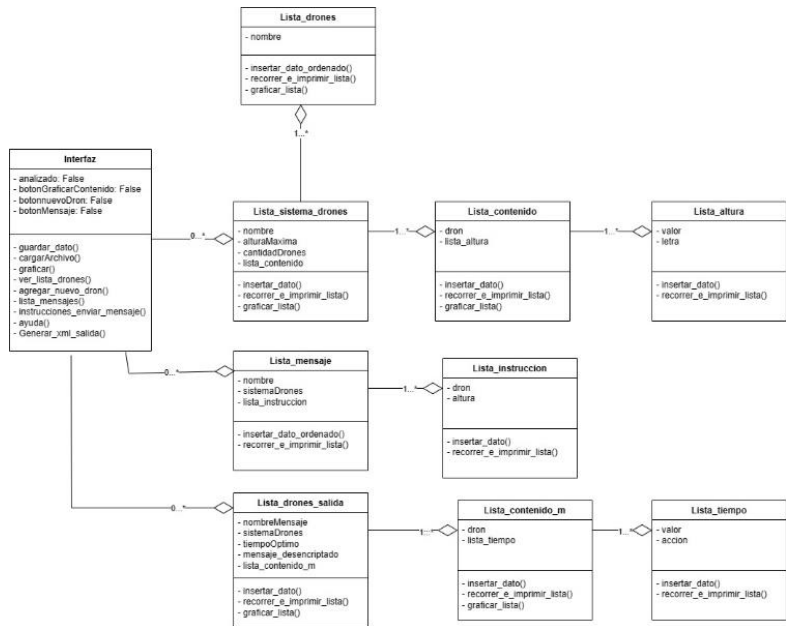 Lista_drones
- nombre
- insertar_dato_ordenado()
- recorrer_e_imprimir_lista()
- graficar_lista()
1...*
Interfaz
- analizado: False
- botonGraficarContenido: False
- botonnuevoDron: False
- botonMensaje: False
- guardar_dato()
- cargarArchivo()
- graficar()
- ver_lista_drones()
- agregar_nuevo_dron()
- lista_mensajes()
- instrucciones_enviar_mensaje()
- ayuda()
- Generar_xml_salida()
0...*
Lista_sistema_drones
- nombre
- alturaMaxima
- cantidadDrones
- lista_contenido
- insertar_dato()
- recorrer_e_imprimir_lista()
- graficar_lista()
1...*
Lista_contenido
- dron
- lista_altura
- insertar_dato()
- recorrer_e_imprimir_lista()
- graficar_lista()
1...*
Lista_altura
- valor
- letra
- insertar_dato()
- recorrer_e_imprimir_lista()
0...*
Lista_mensaje
- nombre
- sistemaDrones
- lista_instruccion
- insertar_dato_ordenado()
- recorrer_e_imprimir_lista()
1...*
Lista_instruccion
- dron
- altura
- insertar_dato()
- recorrer_e_imprimir_lista()
0...*
Lista_drones_salida
- nombreMensaje
- sistemaDrones
- tiempoOptimo
- mensaje_desencriptado
- lista_contenido_m
- insertar_dato()
- recorrer_e_imprimir_lista()
- graficar_lista()
1...*
Lista_contenido_m
- dron
- lista_tiempo
- insertar_dato()
- recorrer_e_imprimir_lista()
- graficar_lista()
1...*
Lista_tiempo
- valor
- accion
- insertar_dato()
- recorrer_e_imprimir_lista()